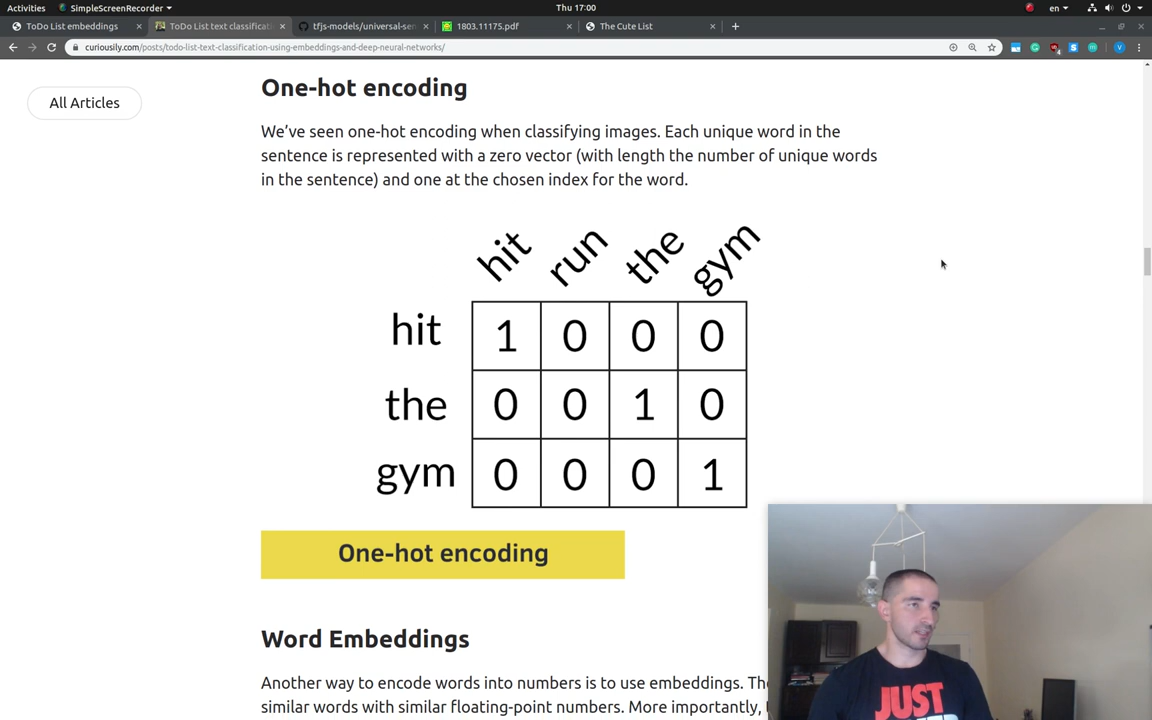 Activities SimpleScreenRecorder Thu 17:00 en
ToDo List embeddings ToDo List text classificati tfjs-models/universal-sen 1803.11175.pdf The Cute List
curiousily.com/posts/todo-list-text-classification-using-embeddings-and-deep-neural-networks/
All Articles
One-hot encoding
We've seen one-hot encoding when classifying images. Each unique word in the
sentence is represented with a zero vector (with length the number of unique words
in the sentence) and one at the chosen index for the word.
hit run the gym
hit 1 0 0 0
the 0 0 1 0
gym 0 0 0 1
One-hot encoding
Word Embeddings
Another way to encode words into numbers is to use embeddings.
similar words with similar floating-point numbers. More importantly,
JUST